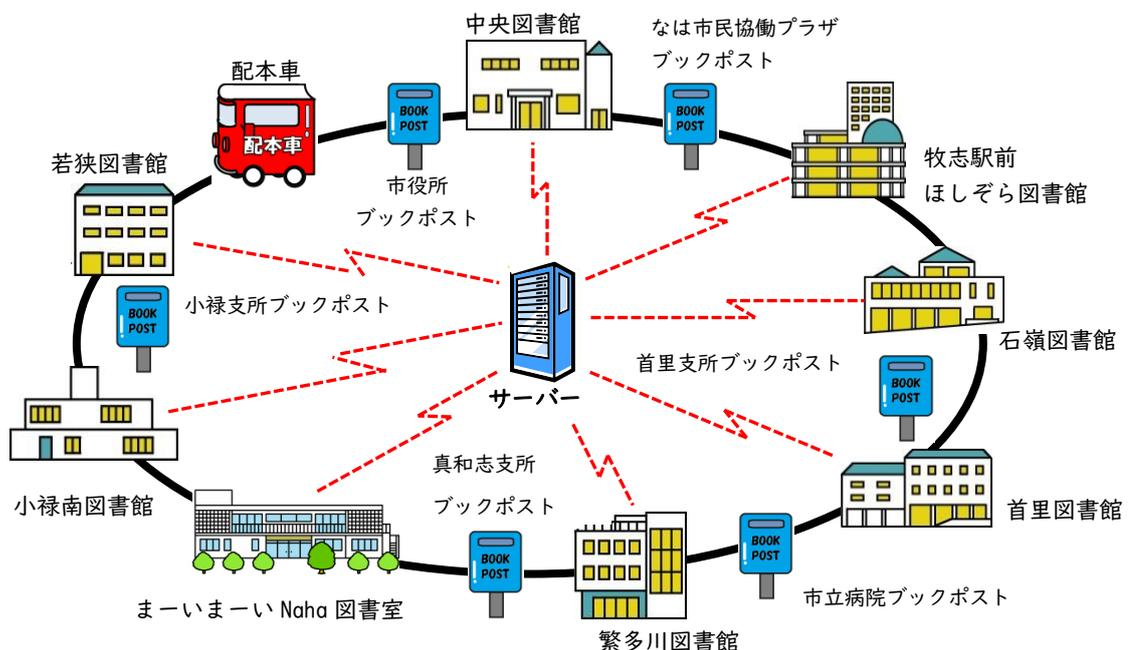 中央図書館
なは市民協働プラザ
ブックポスト
配本車
BOOK
POST
BOOK
POST
配本車
若狭図書館
市役所
ブックポスト
牧志駅前
ほしぞら図書館
小禄支所ブックポスト
BOOK
POST
石嶺図書館
首里支所ブックポスト
BOOK
POST
サーバー
真和志支所
ブックポスト
小禄南図書館
首里図書館
BOOK
POST
BOOK
POST
まーいまーい Naha 図書室
市立病院ブックポスト
繁多川図書館